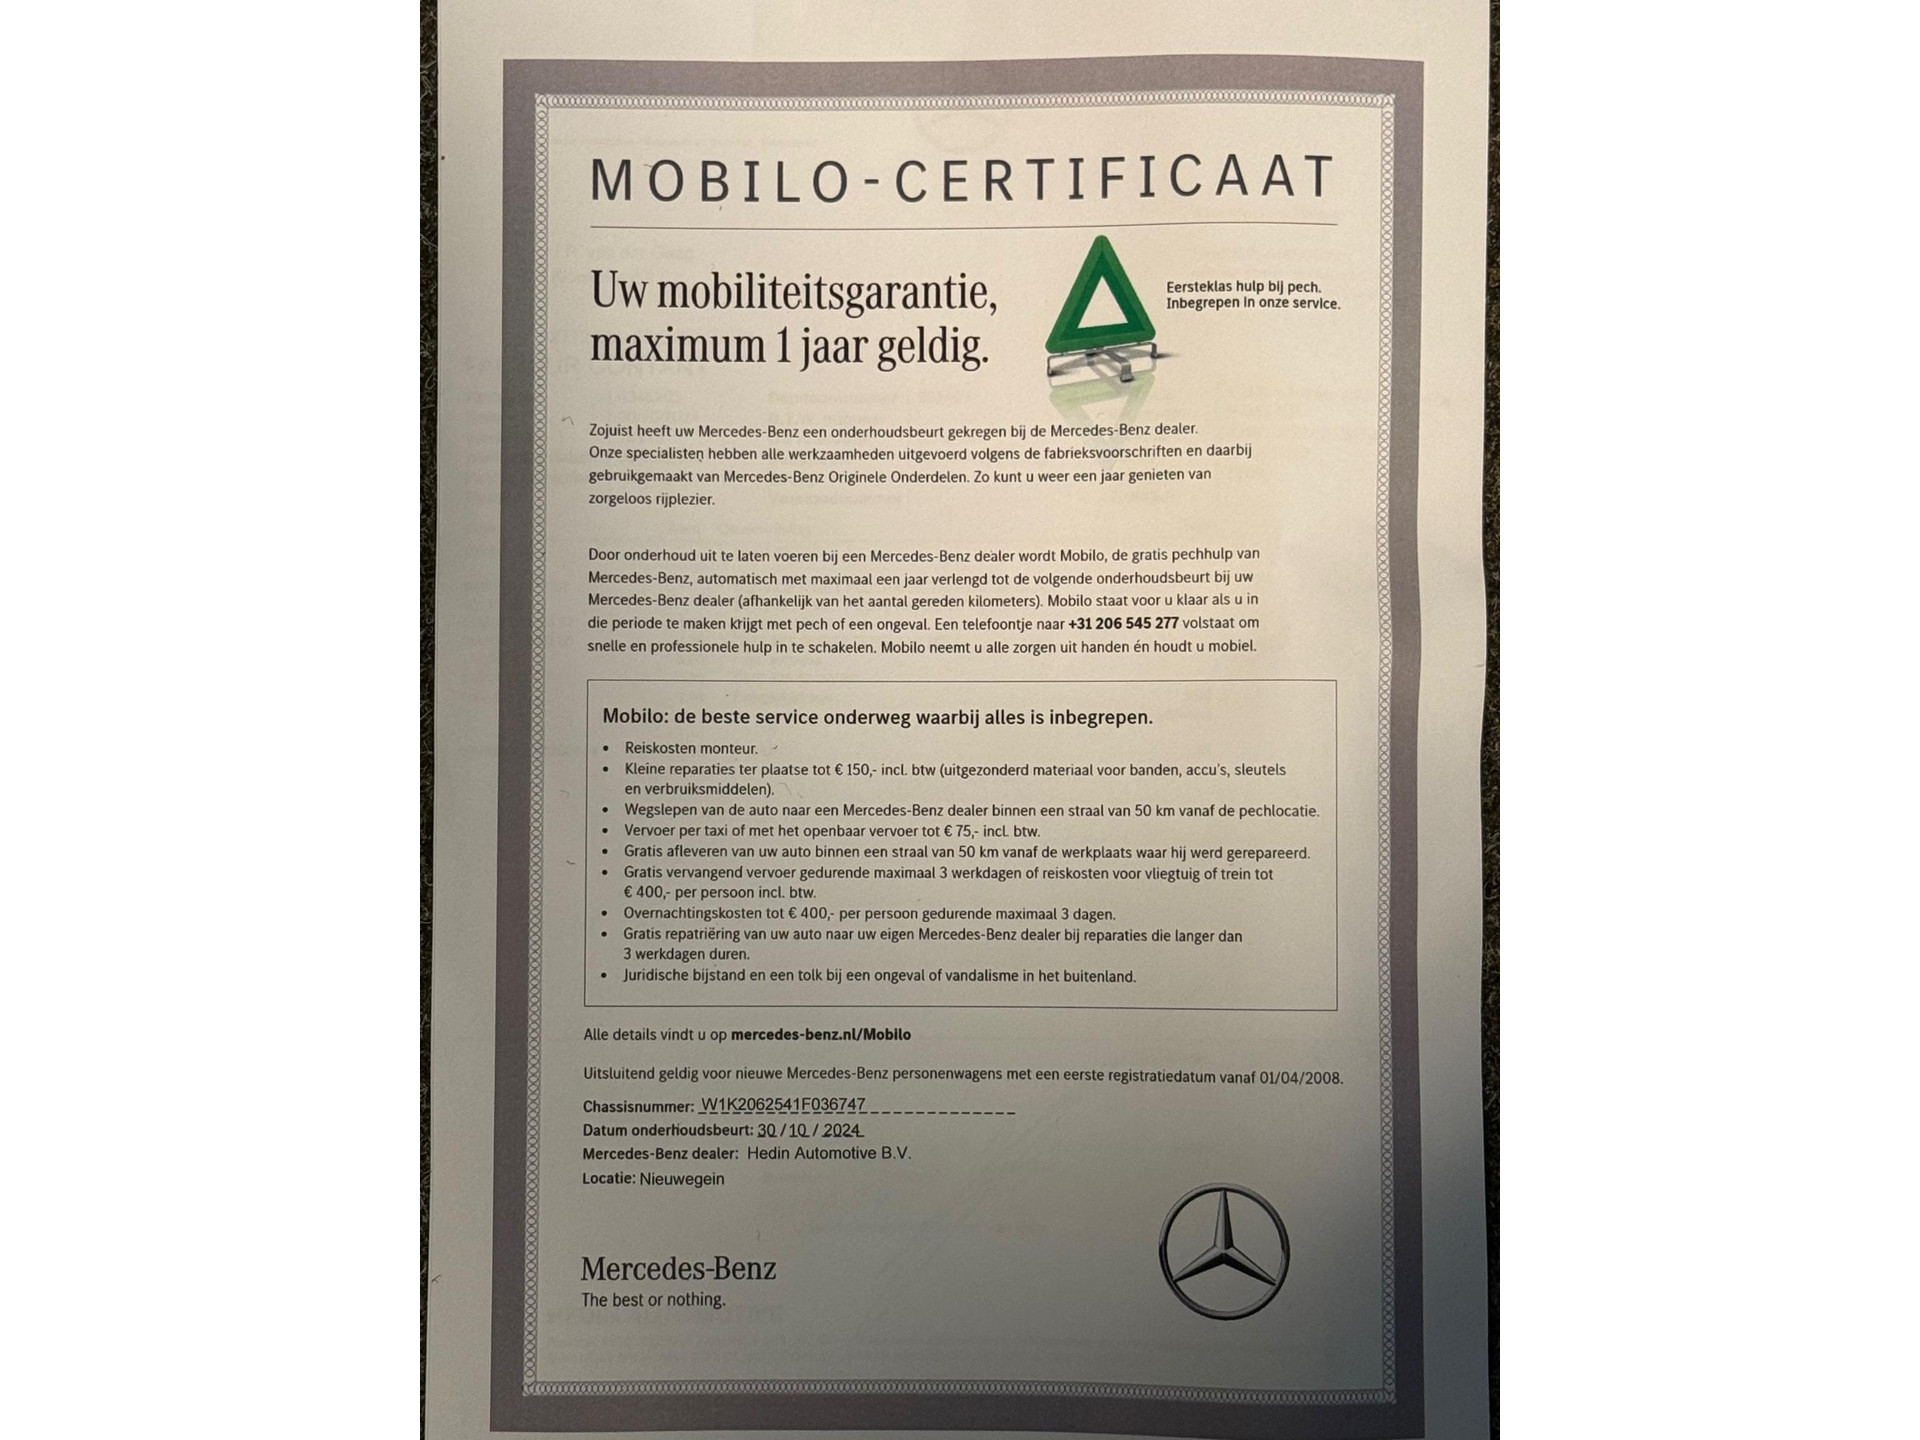 MOBILO-CERTIFICAAT
Uw mobiliteitsgarantie,
maximum 1 jaar geldig.
Eersteklas hulp bij pech.
Inbegrepen in onze service.
Zojuist heeft uw Mercedes-Benz een onderhoudsbeurt gekregen bij de Mercedes-Benz dealer.
Onze specialisten hebben alle werkzaamheden uitgevoerd volgens de fabrieksvoorschriften en daarbij
gebruikgemaakt van Mercedes-Benz Originele Onderdelen. Zo kunt u weer een jaar genieten van
zorgeloos rijplezier.
Door onderhoud uit te laten voeren bij een Mercedes-Benz dealer wordt Mobilo, de gratis pechhulp van
Mercedes-Benz, automatisch met maximaal een jaar verlengd tot de volgende onderhoudsbeurt bij uw
Mercedes-Benz dealer (afhankelijk van het aantal gereden kilometers). Mobilo staat voor u klaar als u in
die periode te maken krijgt met pech of een ongeval. Een telefoontje naar +31 206 545 277 volstaat om
snelle en professionele hulp in te schakelen. Mobilo neemt u alle zorgen uit handen én houdt u mobiel.
Mobilo: de beste service onderweg waarbij alles is inbegrepen.
• Reiskosten monteur.
• Kleine reparaties ter plaatse tot € 150,- incl. btw (uitgezonderd materiaal voor banden, accu's, sleutels
en verbruiksmiddelen).
• Wegslepen van de auto naar een Mercedes-Benz dealer binnen een straal van 50 km vanaf de pechlocatie.
• Vervoer per taxi of met het openbaar vervoer tot € 75,- incl. btw.
• Gratis afleveren van uw auto binnen een straal van 50 km vanaf de werkplaats waar hij werd gerepareerd.
• Gratis vervangend vervoer gedurende maximaal 3 werkdagen of reiskosten voor vliegtuig of trein tot
€ 400,- per persoon incl. btw.
• Overnachtingskosten tot € 400,- per persoon gedurende maximaal 3 dagen.
• Gratis repatriëring van uw auto naar uw eigen Mercedes-Benz dealer bij reparaties die langer dan
3 werkdagen duren.
• Juridische bijstand en een tolk bij een ongeval of vandalisme in het buitenland.
Alle details vindt u op mercedes-benz.nl/Mobilo
Uitsluitend geldig voor nieuwe Mercedes-Benz personenwagens met een eerste registratiedatum vanaf 01/04/2008.
Chassisnummer: W1K2062541F036747
Datum onderhoudsbeurt: 30/10/2024
Mercedes-Benz dealer: Hedin Automotive B.V.
Locatie: Nieuwegein
Mercedes-Benz
The best or nothing.